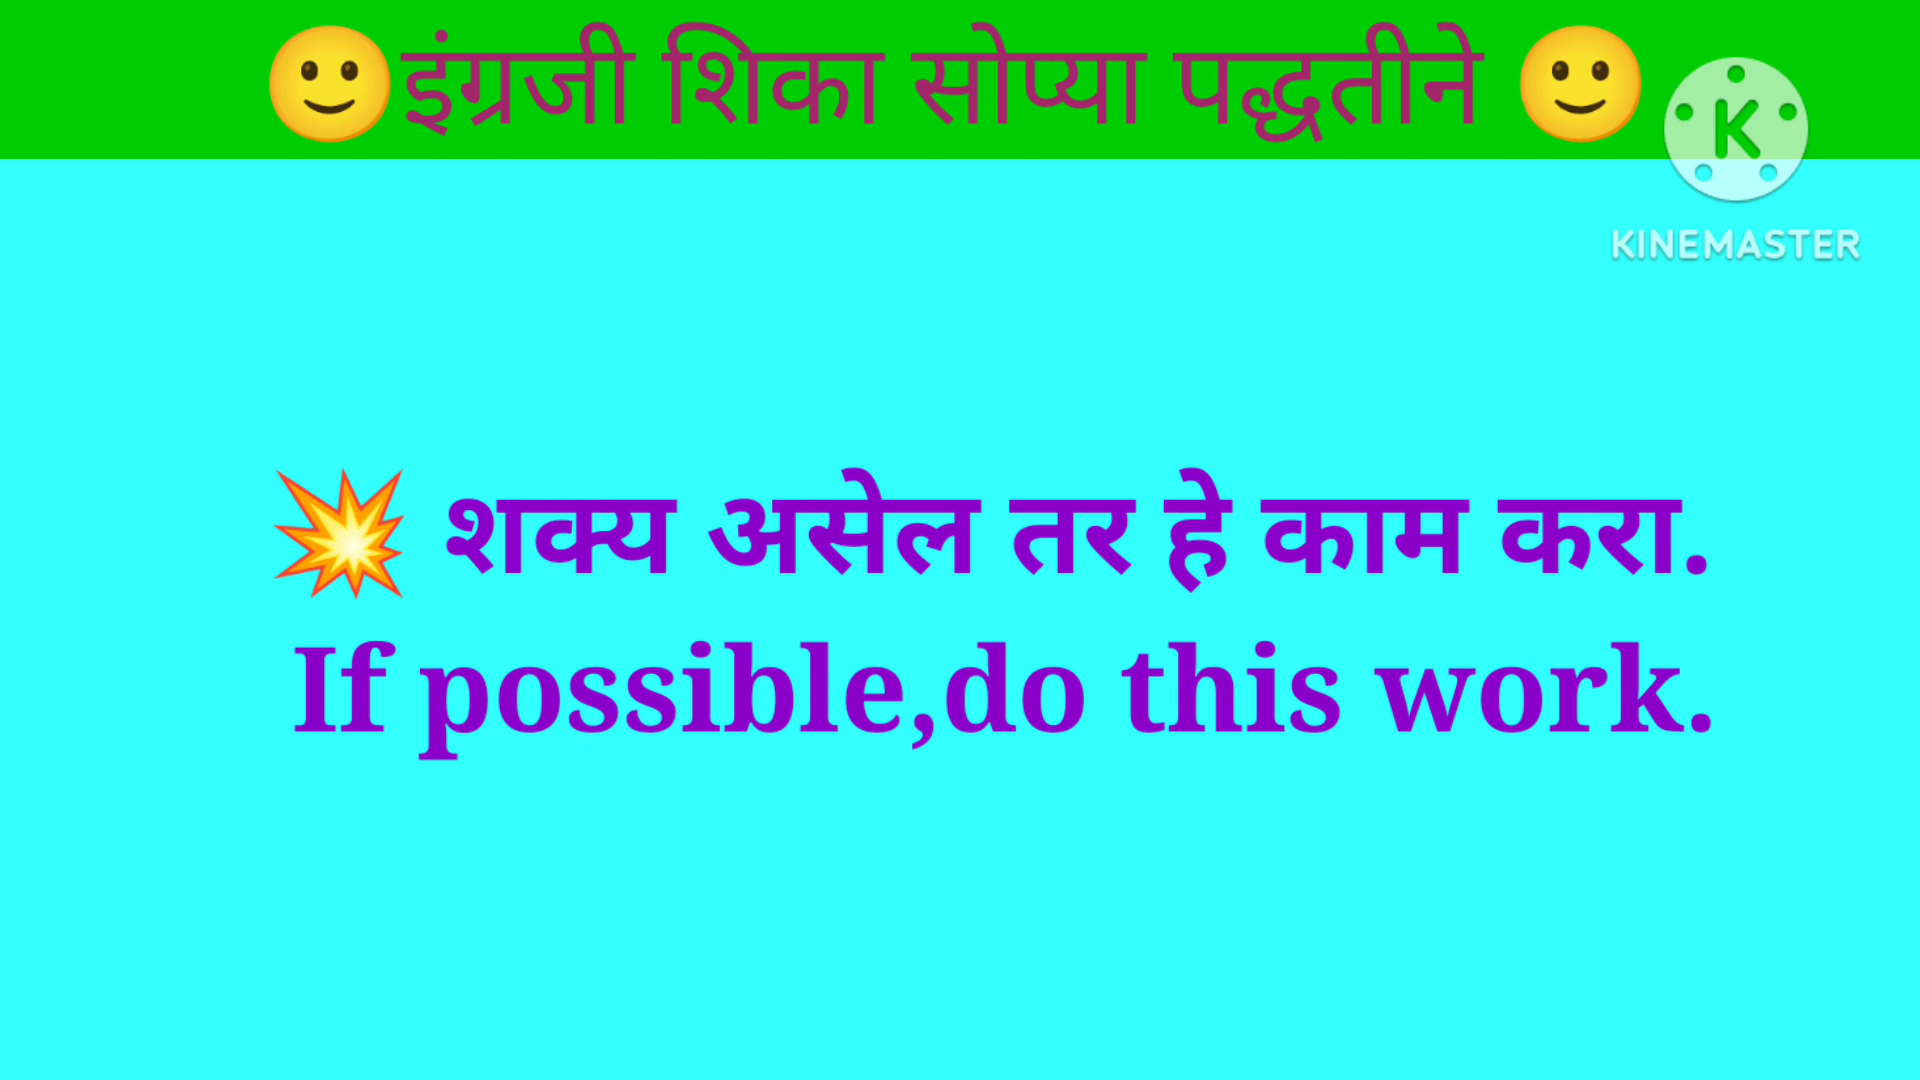 🙂इंग्रजी शिका सोप्या पद्धतीने 🙂
K
KINEMASTER
💥 शक्य असेल तर हे काम करा.
If possible,do this work.